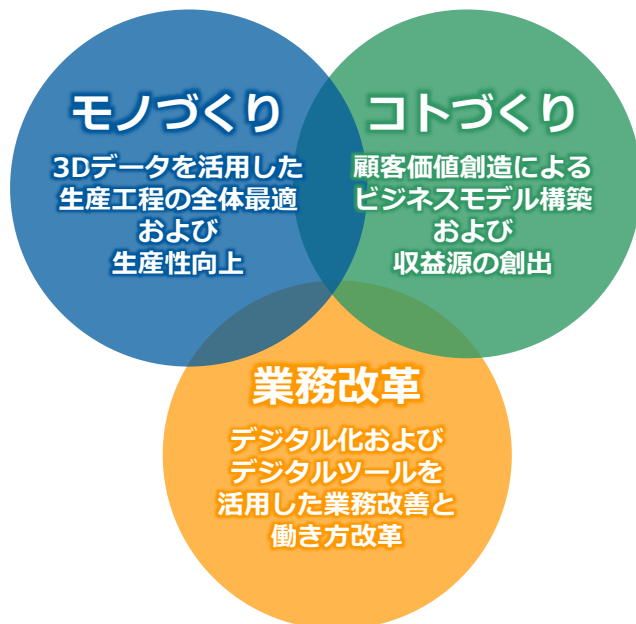 モノづくり
3Dデータを活用した
生産工程の全体最適
および
生産性向上
コトづくり
顧客価値創造による
ビジネスモデル構築
および
収益源の創出
業務改革
デジタル化および
デジタルツールを
活用した業務改善と
働き方改革